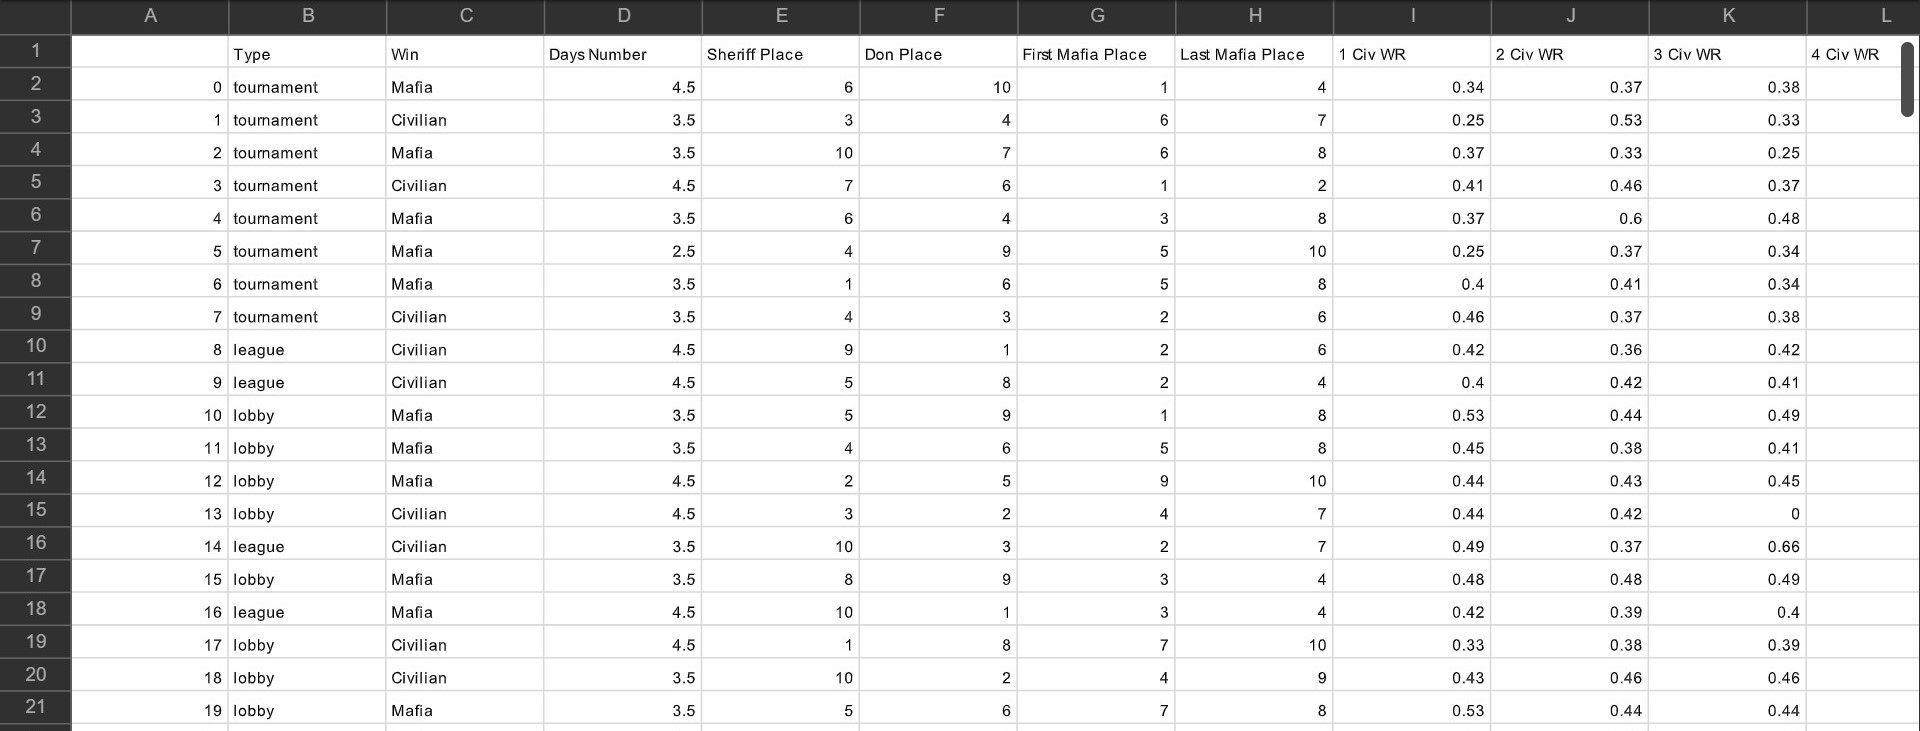 A B C D E F G H I J K L
1 Type Win Days Number Sheriff Place Don Place First Mafia Place Last Mafia Place 1 Civ WR 2 Civ WR 3 Civ WR 4 Civ WR
2 0 tournament Mafia 4.5 6 10 1 4 0.34 0.37 0.38
3 1 tournament Civilian 3.5 3 4 6 7 0.25 0.53 0.33
4 2 tournament Mafia 3.5 10 7 6 8 0.37 0.33 0.25
5 3 tournament Civilian 4.5 7 6 1 2 0.41 0.46 0.37
6 4 tournament Mafia 3.5 6 4 3 8 0.37 0.6 0.48
7 5 tournament Mafia 2.5 4 9 5 10 0.25 0.37 0.34
8 6 tournament Mafia 3.5 1 6 5 8 0.4 0.41 0.34
9 7 tournament Civilian 3.5 4 3 2 6 0.46 0.37 0.38
10 8 league Civilian 4.5 9 1 2 6 0.42 0.36 0.42
11 9 league Civilian 4.5 5 8 2 4 0.4 0.42 0.41
12 10 lobby Mafia 3.5 5 9 1 8 0.53 0.44 0.49
13 11 lobby Mafia 3.5 4 6 5 8 0.45 0.38 0.41
14 12 lobby Mafia 4.5 2 5 9 10 0.44 0.43 0.45
15 13 lobby Civilian 4.5 3 2 4 7 0.44 0.42 0
16 14 league Civilian 3.5 10 3 2 7 0.49 0.37 0.66
17 15 lobby Mafia 3.5 8 9 3 4 0.48 0.48 0.49
18 16 league Mafia 4.5 10 1 3 4 0.42 0.39 0.4
19 17 lobby Civilian 4.5 1 8 7 10 0.33 0.38 0.39
20 18 lobby Civilian 3.5 10 2 4 9 0.43 0.46 0.46
21 19 lobby Mafia 3.5 5 6 7 8 0.53 0.44 0.44